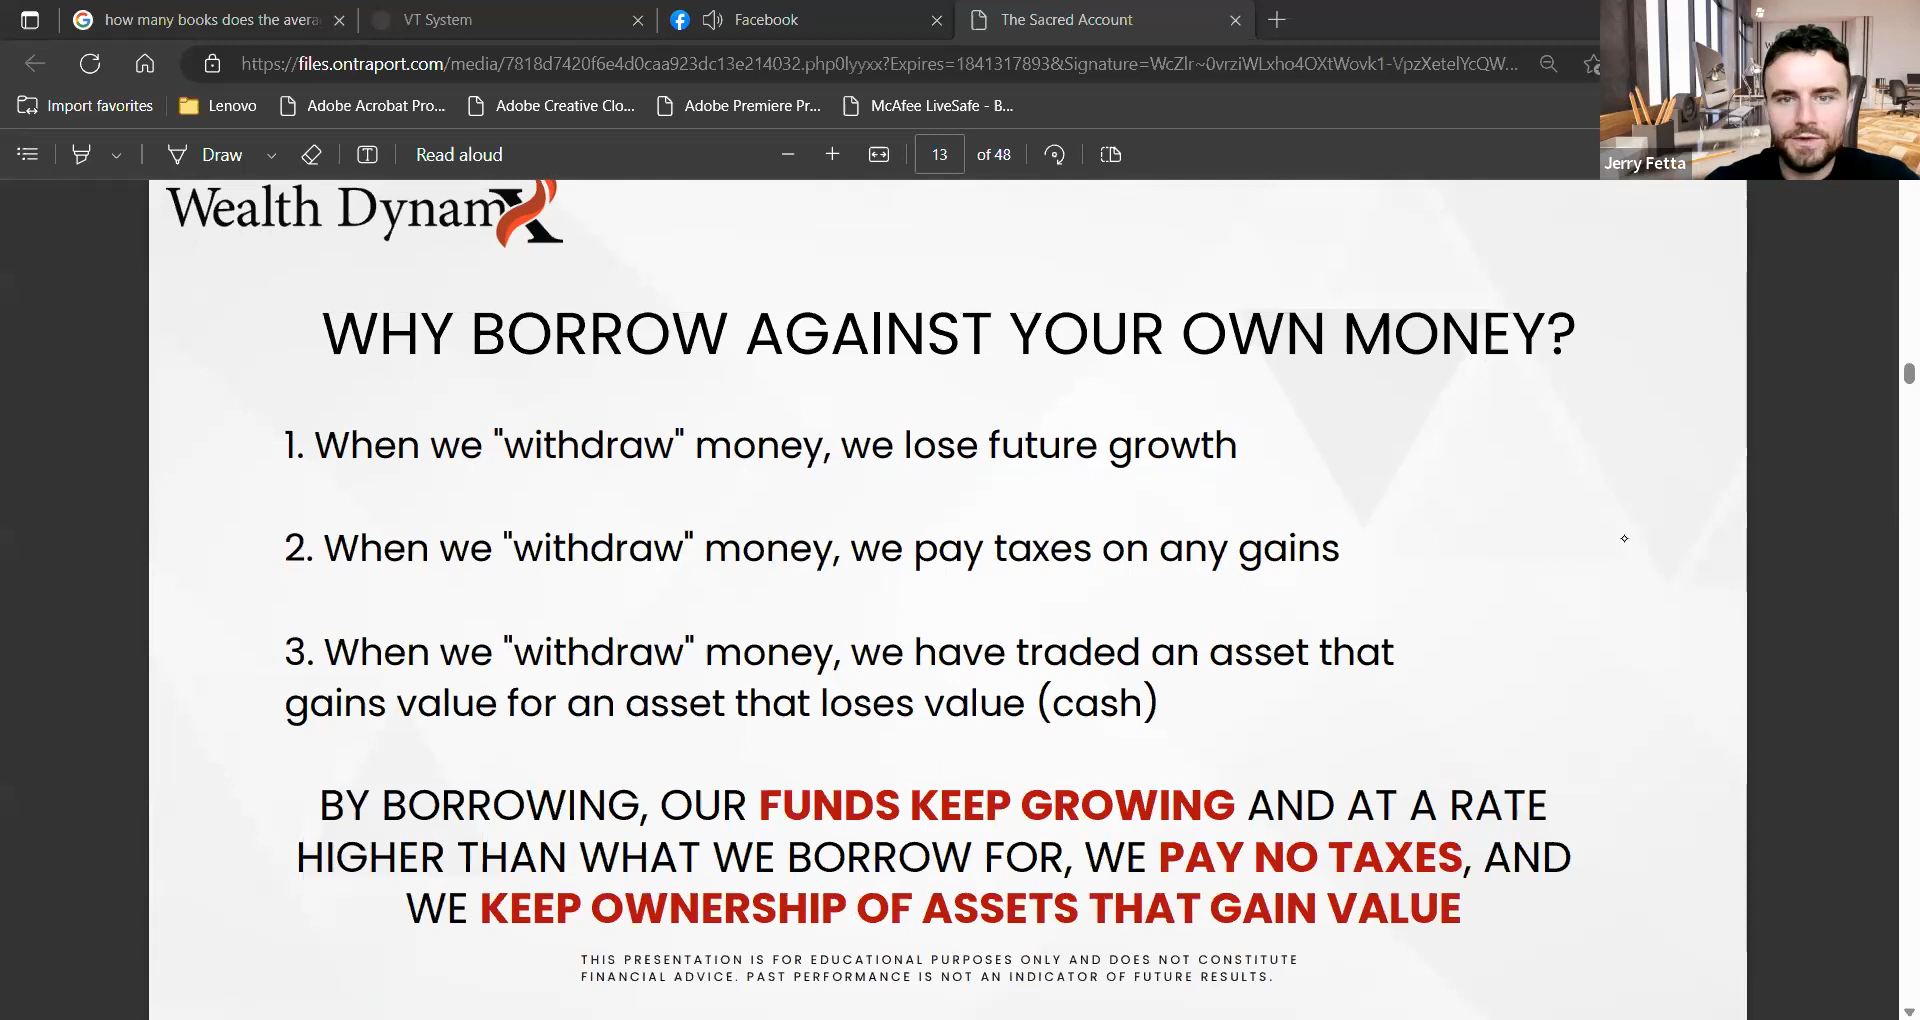 how many books does the avera
VT System
Facebook
The Sacred Account
https://files.ontraport.com/media/7818d7420f6e4d0caa923dc13e214032.php0lyyxx?Expires=1841317893&Signature=WcZlr~0vrziWLxho4OXtWovk1-VpzXetelYcQW...
Import favorites
Lenovo
Adobe Acrobat Pro...
Adobe Creative Clo...
Adobe Premiere Pr...
McAfee LiveSafe - B...
Draw
Read aloud
13 of 48
Jerry Fetta
Wealth DynamX
WHY BORROW AGAINST YOUR OWN MONEY?
1. When we "withdraw" money, we lose future growth
2. When we "withdraw" money, we pay taxes on any gains
3. When we "withdraw" money, we have traded an asset that
gains value for an asset that loses value (cash)
BY BORROWING, OUR FUNDS KEEP GROWING AND AT A RATE
HIGHER THAN WHAT WE BORROW FOR, WE PAY NO TAXES, AND
WE KEEP OWNERSHIP OF ASSETS THAT GAIN VALUE
THIS PRESENTATION IS FOR EDUCATIONAL PURPOSES ONLY AND DOES NOT CONSTITUTE
FINANCIAL ADVICE. PAST PERFORMANCE IS NOT AN INDICATOR OF FUTURE RESULTS.